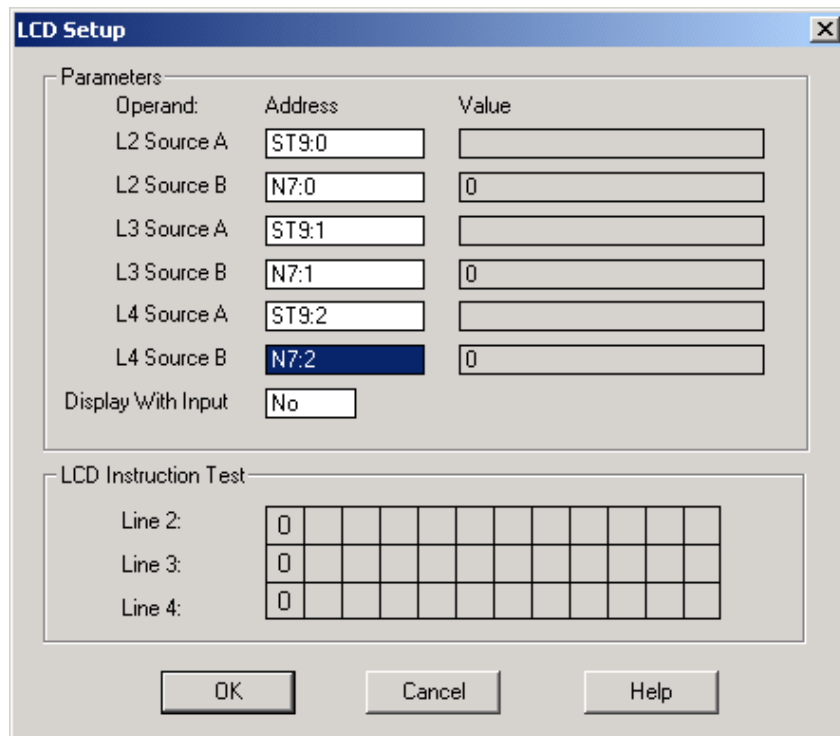 LCD Setup
Parameters
Operand: Address Value
L2 Source A ST9:0
L2 Source B N7:0 0
L3 Source A ST9:1
L3 Source B N7:1 0
L4 Source A ST9:2
L4 Source B N7:2 0
Display With Input No
LCD Instruction Test
Line 2: 0
Line 3: 0
Line 4: 0
OK Cancel Help